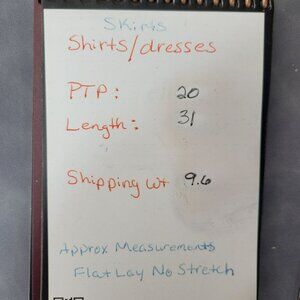 Skirts
Shirts/dresses
PTP: 20
Length: 31
Shipping wt 9.6
Approx Measurements
Flat Lay No Stretch